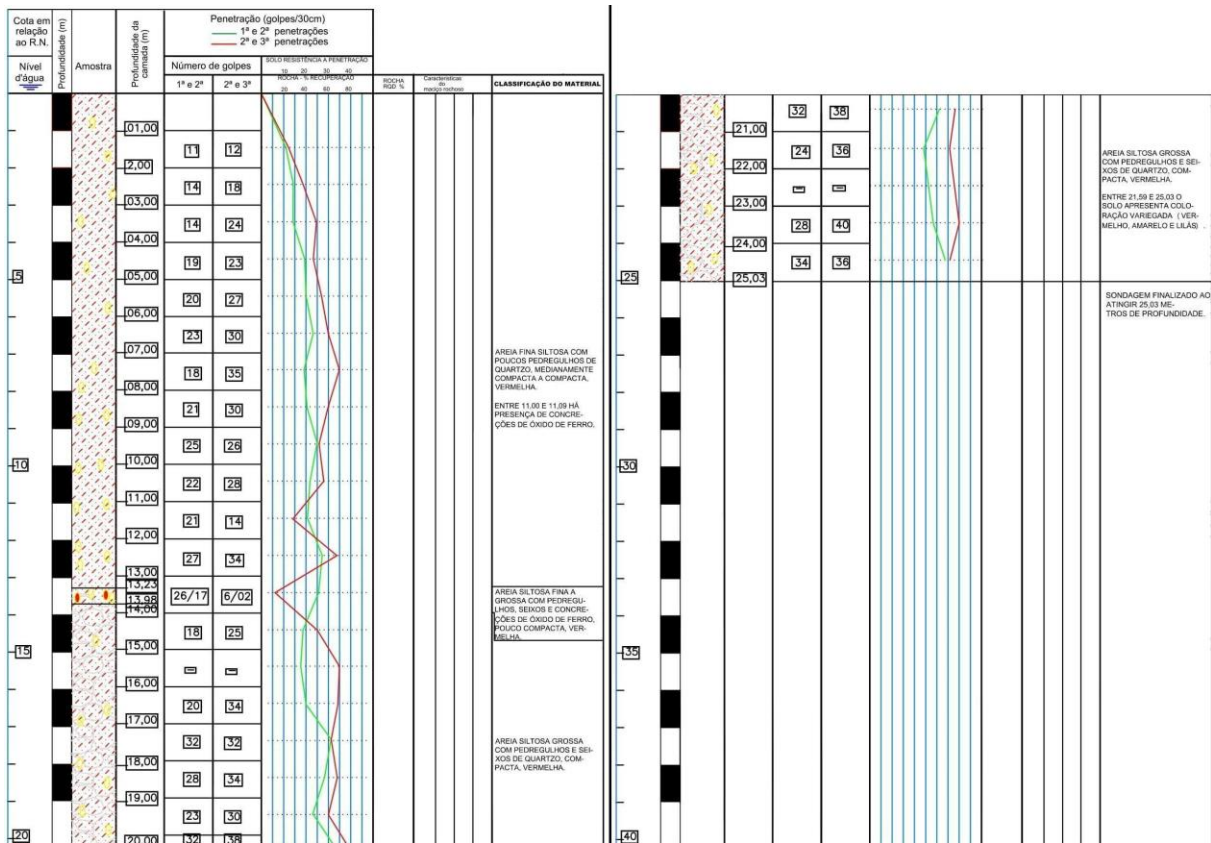 Cota em
relação
ao R.N.
Nível
d'água
Profundidade (m)
Amostra
Profundidade da
camada (m)
Penetração (golpes/30cm)
1ª e 2ª penetrações
2ª e 3ª penetrações
Número de golpes
1ª e 2ª 2ª e 3ª
SOLO RESISTÊNCIA A PENETRAÇÃO
10 20 30 40
ROCHA - % RECUPERAÇÃO
20 40 60 80
ROCHA
RGD %
Características
do
maciço rochoso
CLASSIFICAÇÃO DO MATERIAL
01,00
11 12
2,00
14 18
03,00
14 24
04,00
19 23
5
05,00
20 27
06,00
23 30
07,00
18 35
08,00
21 30
09,00
25 26
10
10,00
22 28
11,00
21 14
12,00
27 34
13,00
13,23
26/17 6/02
13,98
14,00
18 25
15
15,00
- -
16,00
20 34
17,00
32 32
18,00
28 34
19,00
23 30
20
20,00
32 38
AREIA FINA SILTOSA COM
POUCOS PEDREGULHOS DE
QUARTZO, MEDIANAMENTE
COMPACTA A COMPACTA,
VERMELHA.
ENTRE 11,00 E 11,09 HÁ
PRESENÇA DE CONCRE-
ÇÕES DE ÓXIDO DE FERRO.
AREIA SILTOSA FINA A
GROSSA COM PEDREGU-
LHOS, SEIXOS E CONCRE-
ÇÕES DE ÓXIDO DE FERRO,
POUCO COMPACTA, VER-
MELHA.
AREIA SILTOSA GROSSA
COM PEDREGULHOS E SEI-
XOS DE QUARTZO, COM-
PACTA, VERMELHA.
32 38
21,00
24 36
22,00
- -
23,00
28 40
24,00
34 36
25
25,03
30
35
40
AREIA SILTOSA GROSSA
COM PEDREGULHOS E SEI-
XOS DE QUARTZO, COM-
PACTA, VERMELHA.
ENTRE 21,59 E 25,03 O
SOLO APRESENTA COLO-
RAÇÃO VARIEGADA ( VER-
MELHO, AMARELO E LILÁS) .
SONDAGEM FINALIZADO AO
ATINGIR 25,03 ME-
TROS DE PROFUNDIDADE.